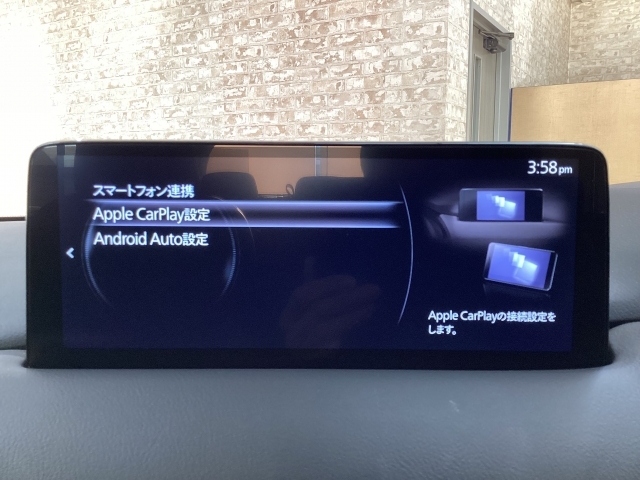 3:58pm
スマートフォン連携
Apple CarPlay設定
Android Auto設定
Apple CarPlayの接続設定を
します。